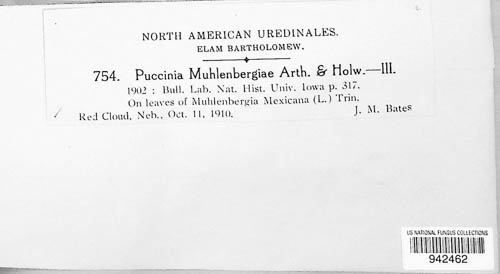 NORTH AMERICAN UREDINALES.
ELAM BARTHOLOMEW.
754. Puccinia Muhlenbergiae Arth. & Holw.—III.
1902 : Bull. Lab. Nat. Hist. Univ. Iowa p. 317.
On leaves of Muhlenbergia Mexicana (L.) Trin.
Red Cloud, Neb., Oct. 11, 1910. J. M. Bates
US NATIONAL FUNGUS COLLECTIONS
942462